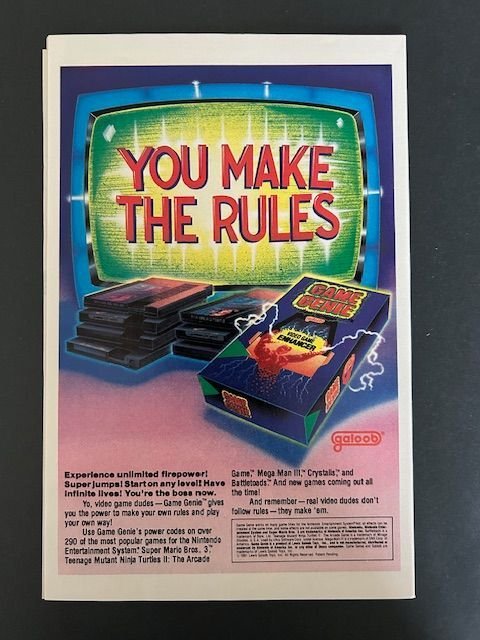 YOU MAKE
THE RULES
GAME
GENIE
galoob
VIDEO GAME
ENHANCER
GAME
GENIE
galoob®
Experience unlimited firepower!
Super jumps! Start on any level! Have
infinite lives! You're the boss now.
Yo, video game dudes—Game Genie™ gives
you the power to make your own rules and play
your own way!
Use Game Genie's power codes on over
290 of the most popular games for the Nintendo
Entertainment System.® Super Mario Bros. 3,™
Teenage Mutant Ninja Turtles II: The Arcade
Game,™ Mega Man III,™ Crystalis,™ and
Battletoads.™ And new games coming out all
the time!
And remember—real video dudes don't
follow rules—they make 'em.